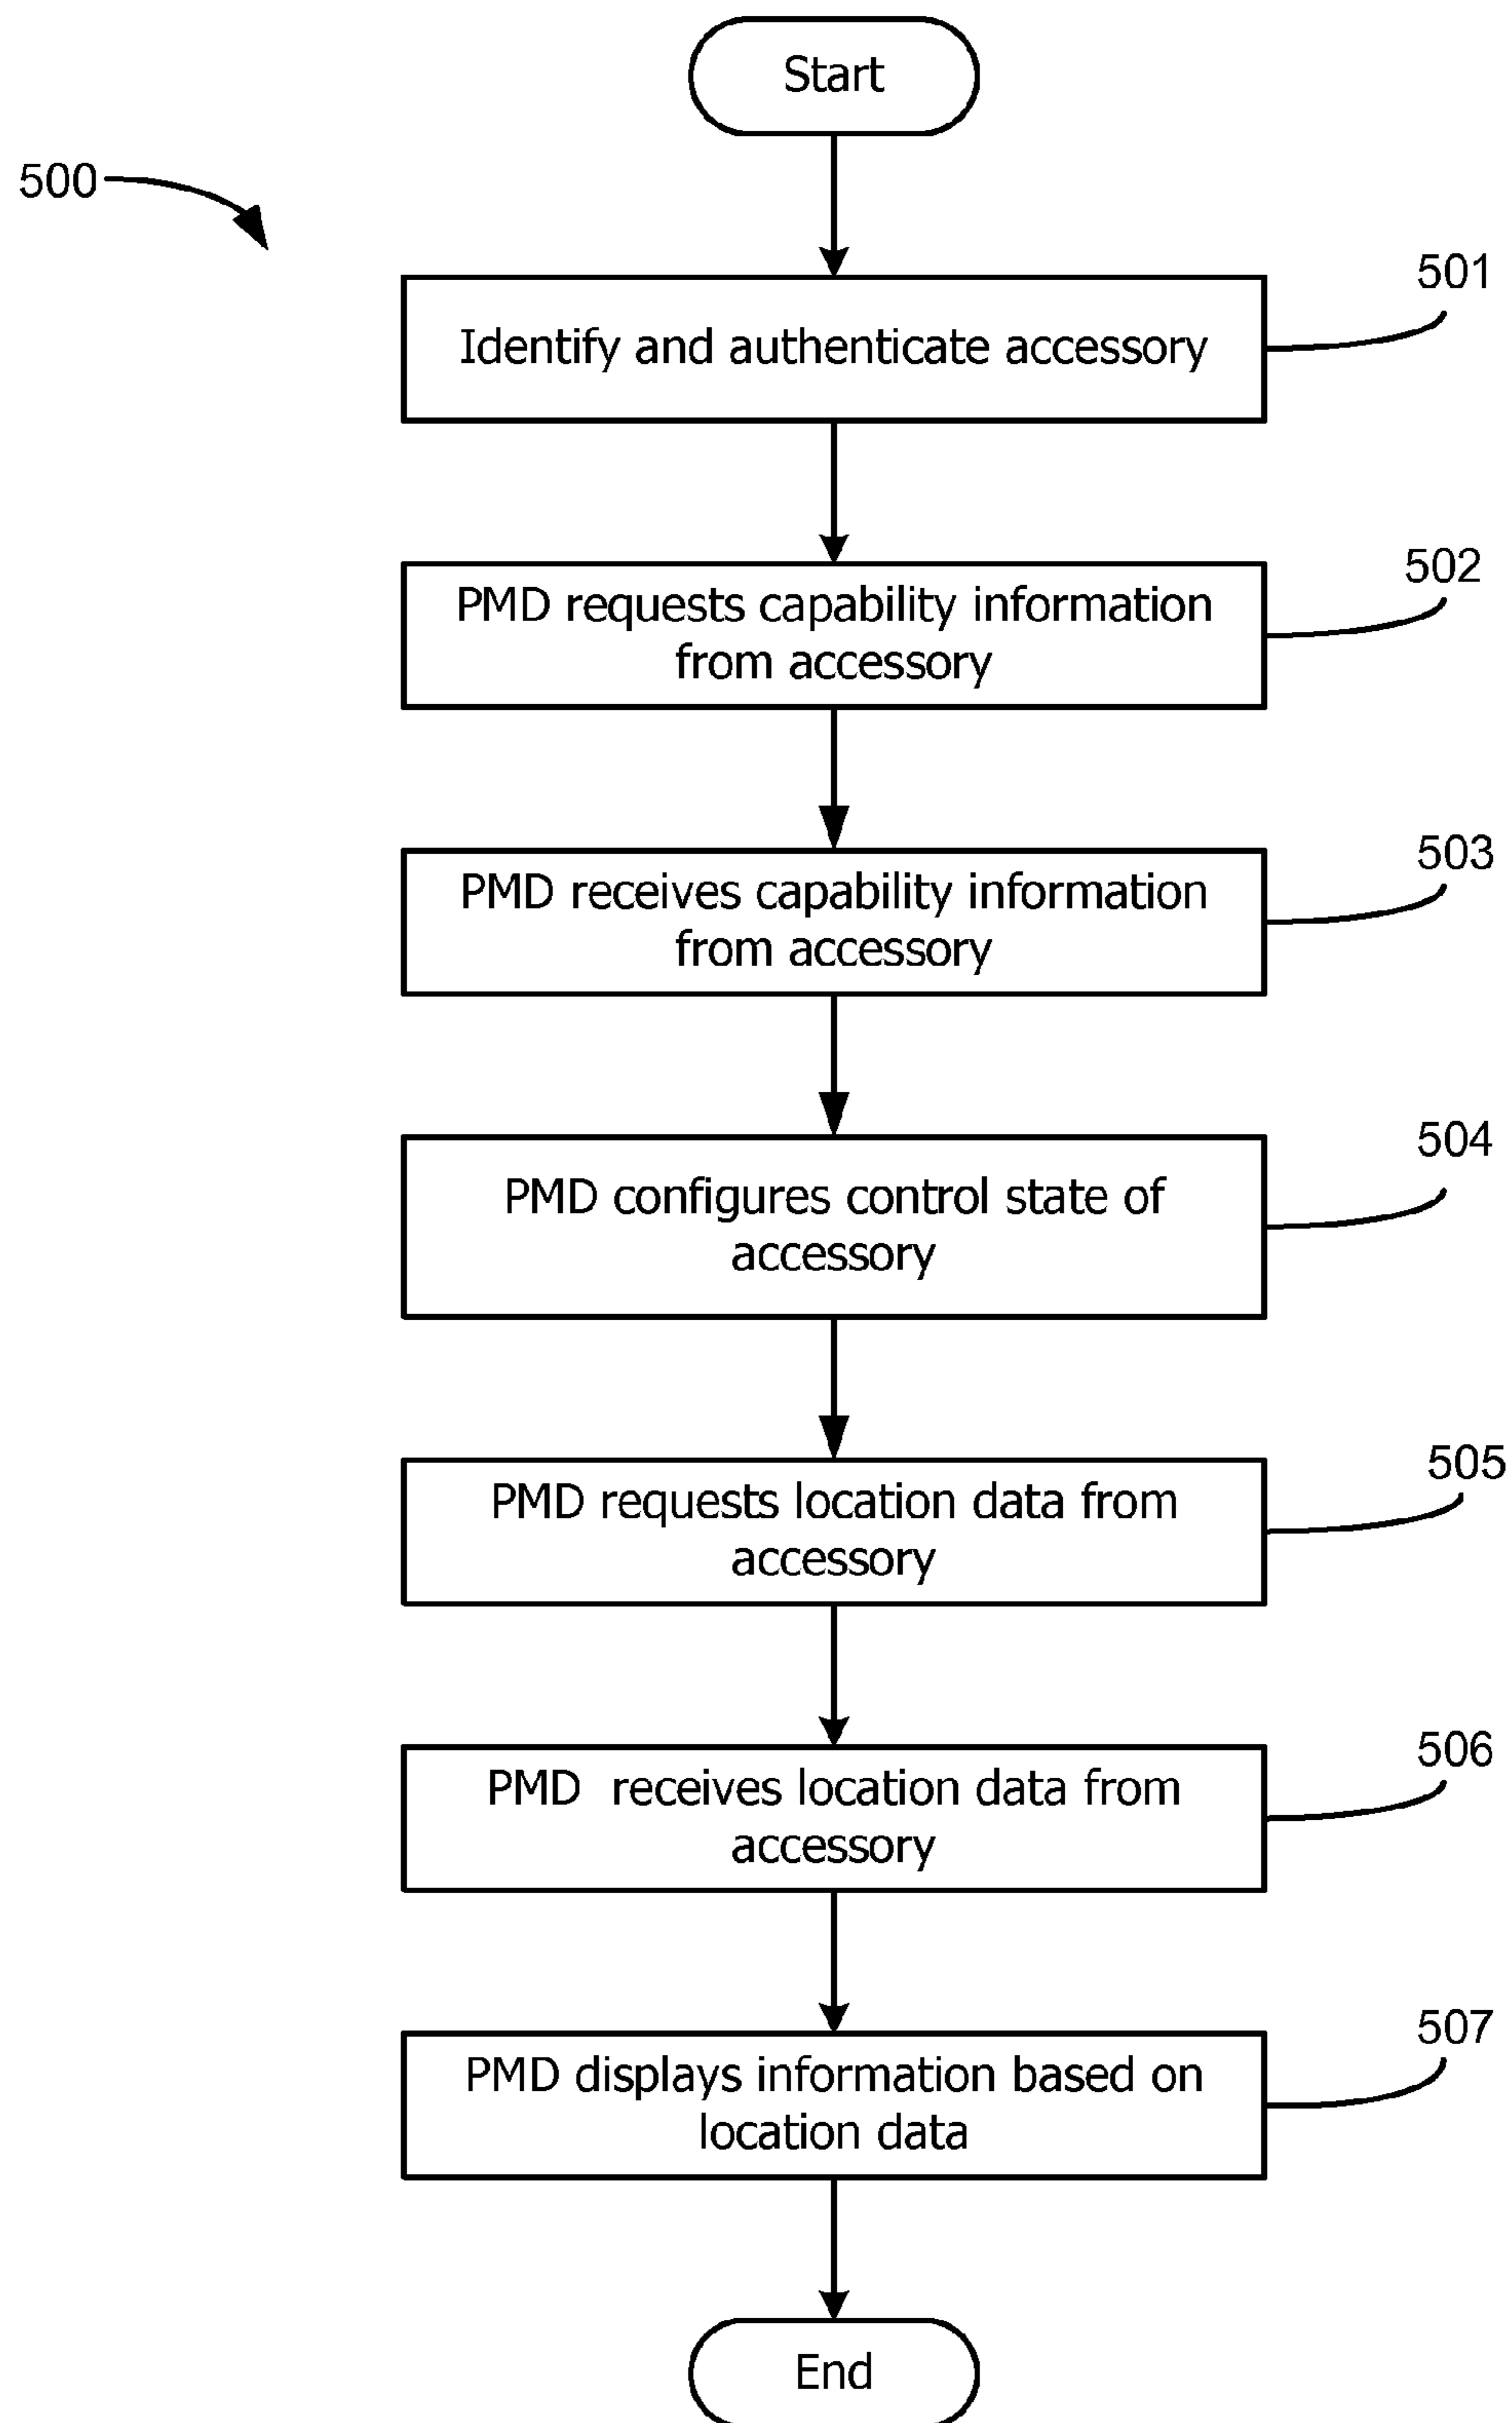 Start
500
501
Identify and authenticate accessory
502
PMD requests capability information
from accessory
503
PMD receives capability information
from accessory
504
PMD configures control state of
accessory
505
PMD requests location data from
accessory
506
PMD  receives location data from
accessory
507
PMD displays information based on
location data
End